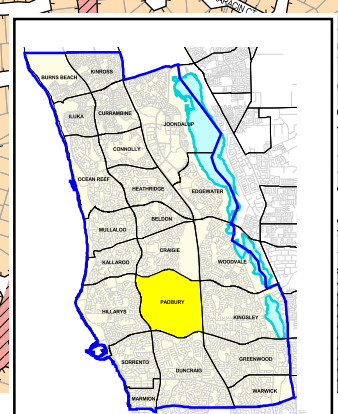 KINROSS
BURNS BEACH
CURRAMBINE
ILUKA
JOONDALUP
CONNOLLY
OCEAN REEF
HEATHRIDGE
EDGEWATER
BELDON
MULLALOO
CRAIGIE
KALLAROO
WOODVALE
PADBURY
HILLARYS
KINGSLEY
SORRENTO
GREENWOOD
DUNCRAIG
WARWICK
MARMION